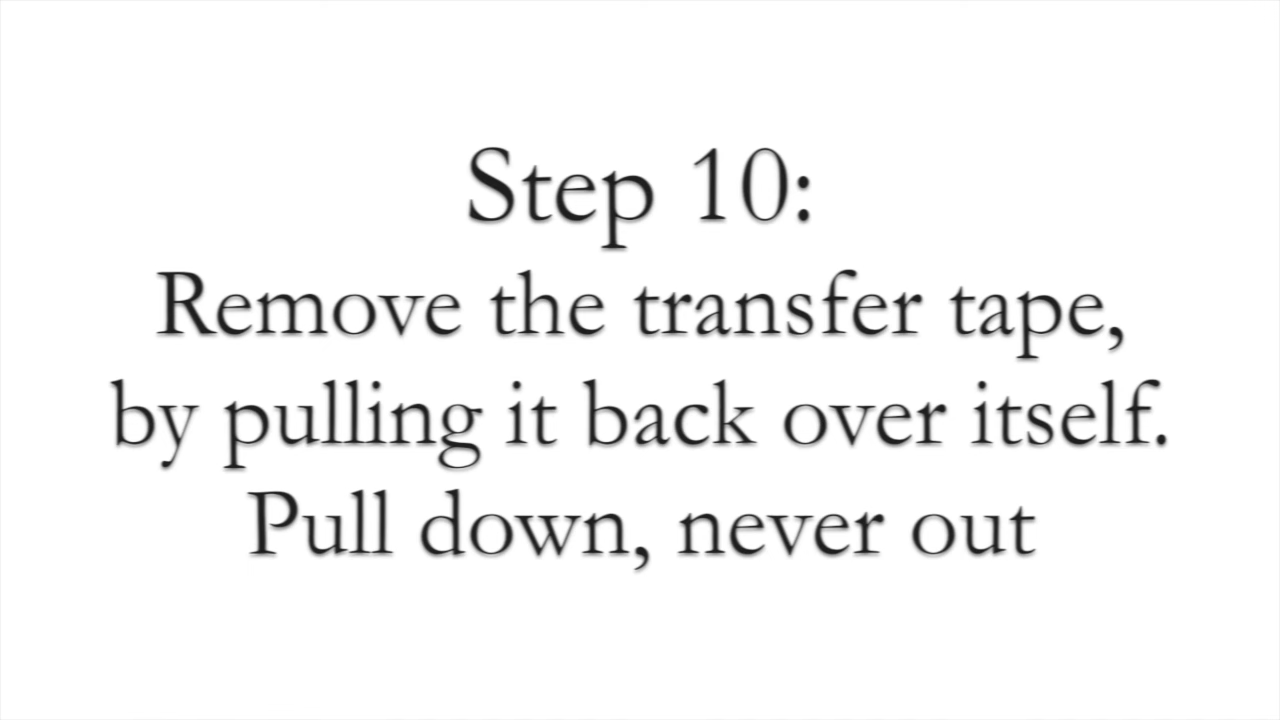 Step 10:
Remove the transfer tape,
by pulling it back over itself.
Pull down, never out